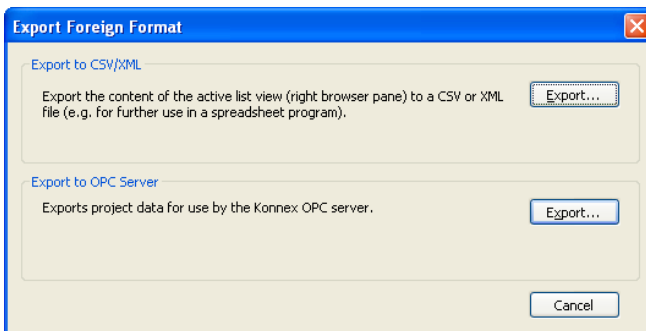 Export Foreign Format
Export to CSV/XML
Export the content of the active list view (right browser pane) to a CSV or XML
file (e.g. for further use in a spreadsheet program).
Export...
Export to OPC Server
Exports project data for use by the Konnex OPC server.
Export...
Cancel